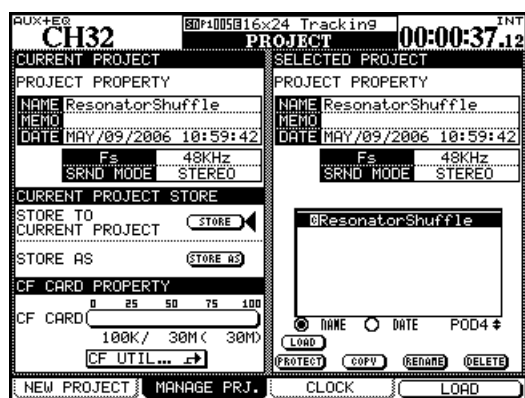 AUX+EQ
CH32
16x24 Tracking
PROJECT
INT
00:00:37.12
CURRENT PROJECT
PROJECT PROPERTY
NAME ResonatorShuffle
MEMO
DATE MAY/09/2006 10:59:42
Fs 48KHz
SRND MODE STEREO
CURRENT PROJECT STORE
STORE TO
CURRENT PROJECT
STORE
STORE AS
STORE AS
CF CARD PROPERTY
0 25 50 75 100
CF CARD
100K/ 30M( 30M)
CF UTIL...
SELECTED PROJECT
PROJECT PROPERTY
NAME ResonatorShuffle
MEMO
DATE MAY/09/2006 10:59:42
Fs 48KHz
SRND MODE STEREO
ResonatorShuffle
NAME DATE POD4
LOAD
PROTECT COPY RENAME DELETE
NEW PROJECT MANAGE PRJ. CLOCK LOAD